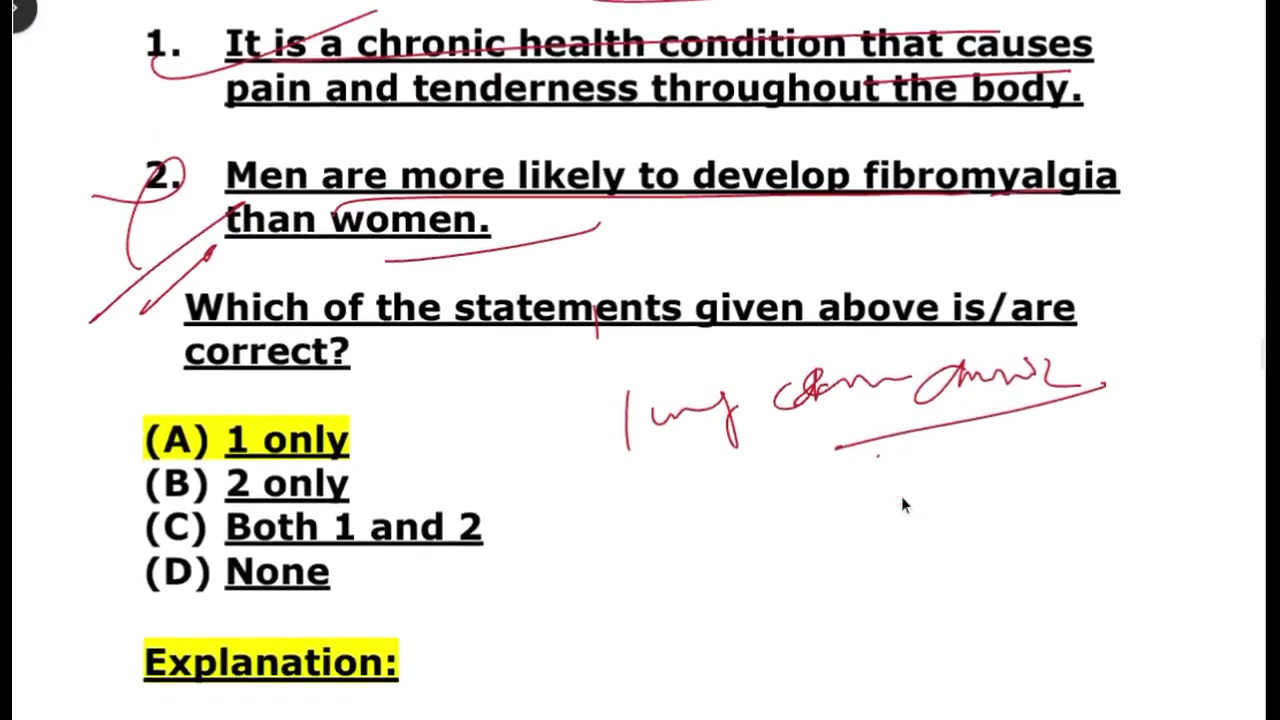 1. It is a chronic health condition that causes
pain and tenderness throughout the body.
2. Men are more likely to develop fibromyalgia
than women.
Which of the statements given above is/are
correct?
(A) 1 only
(B) 2 only
(C) Both 1 and 2
(D) None
Explanation: